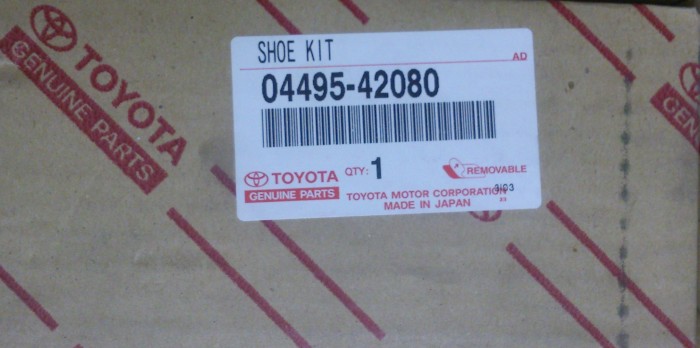 TOYOTA
GENUINE PARTS
SHOE KIT
AD
04495-42080
TOYOTA QTY: 1 REMOVABLE
GENUINE PARTS
TOYOTA MOTOR CORPORATION
MADE IN JAPAN
GEN